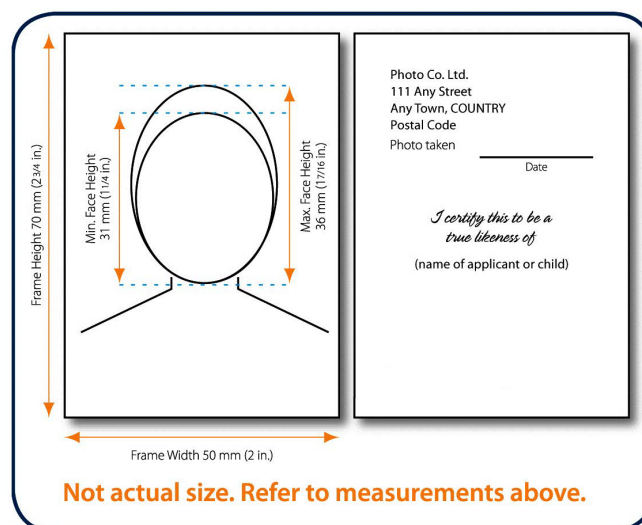 Frame Height 70 mm (2 3/4 in.)
Min. Face Height
31 mm (1 1/4 in.)
Max. Face Height
36 mm (1 7/16 in.)
Frame Width 50 mm (2 in.)
Photo Co. Ltd.
111 Any Street
Any Town, COUNTRY
Postal Code
Photo taken
Date
I certify this to be a
true likeness of
(name of applicant or child)
Not actual size. Refer to measurements above.